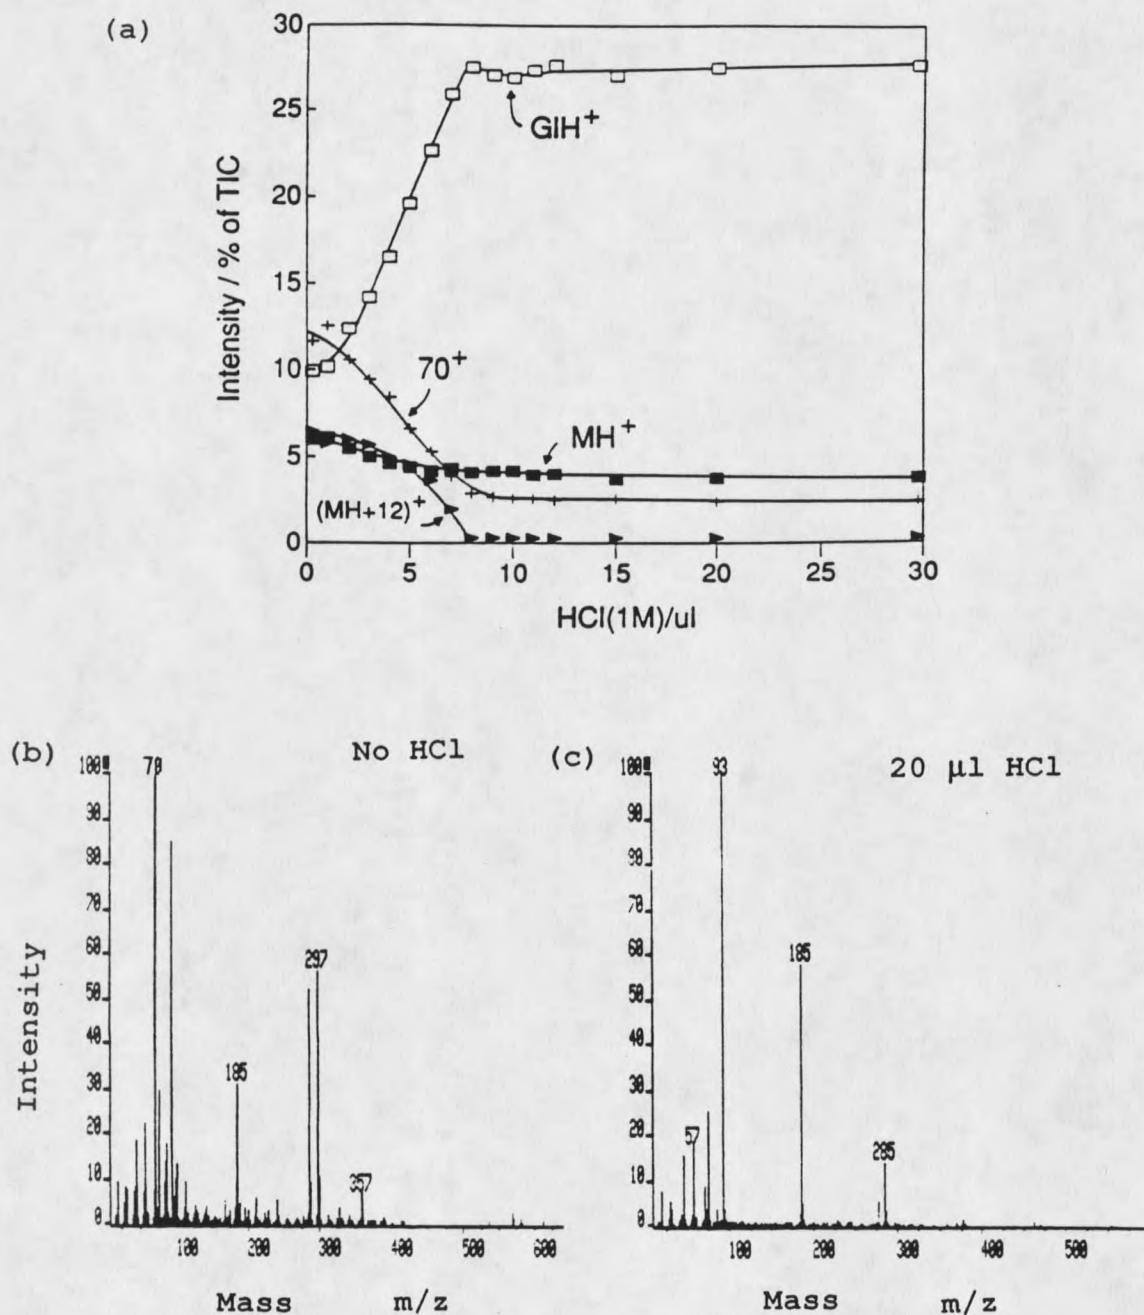 (a)
30
25
20
15
10
5
0
Intensity / % of TIC
GlH+
70+
MH+
(MH+12)+
0 5 10 15 20 25 30
HCl(1M)/ul
(b)
No HCl
100
90
80
70
60
50
40
30
20
10
0
Intensity
185
297
357
100 200 300 400 500 600
Mass m/z
(c)
20 μl HCl
100
90
80
70
60
50
40
30
20
10
0
57
93
185
285
100 200 300 400 500
Mass m/z